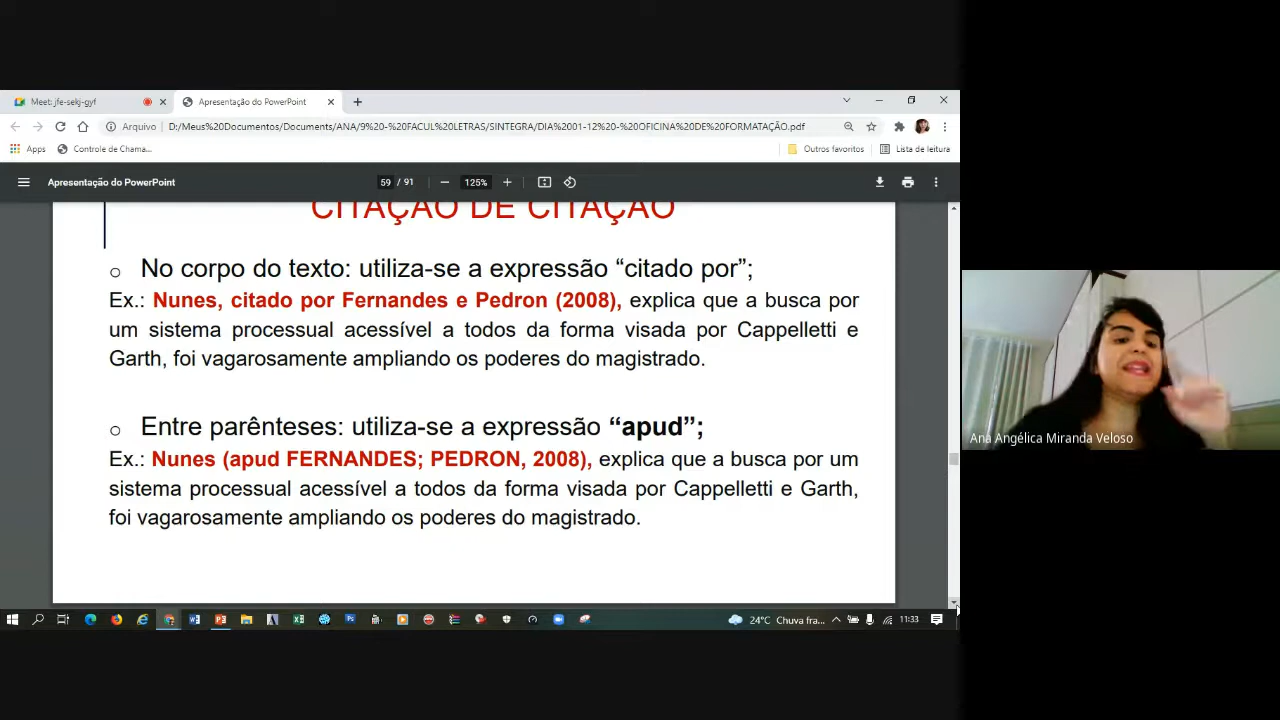 Meet: jfe-sekj-gyf
Apresentação do PowerPoint
Arquivo D:/Meus%20Documentos/Documents/ANA/9%20-%20FACUL%20LETRAS/SINTEGRA/DIA%2001-12%20-%20OFICINA%20DE%20FORMATAÇÃO.pdf
Apps Controle de Chama... Outros favoritos Lista de leitura
Apresentação do PowerPoint 59 / 91 125%
CITAÇÃO DE CITAÇÃO
No corpo do texto: utiliza-se a expressão “citado por”;
Ex.: Nunes, citado por Fernandes e Pedron (2008), explica que a busca por
um sistema processual acessível a todos da forma visada por Cappelletti e
Garth, foi vagarosamente ampliando os poderes do magistrado.
Entre parênteses: utiliza-se a expressão “apud”;
Ex.: Nunes (apud FERNANDES; PEDRON, 2008), explica que a busca por um
sistema processual acessível a todos da forma visada por Cappelletti e Garth,
foi vagarosamente ampliando os poderes do magistrado.
Ana Angélica Miranda Veloso
24°C Chuva fra... 11:33